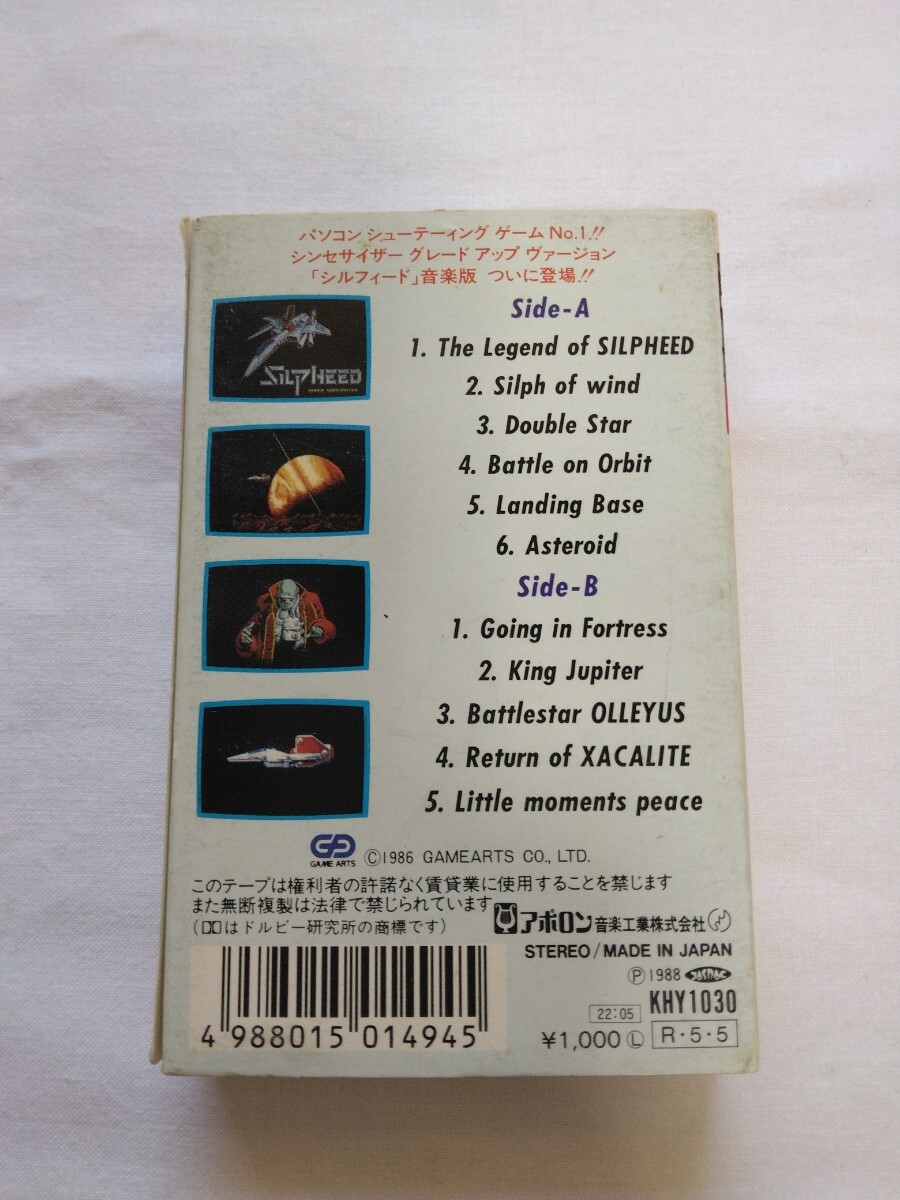 パソコン シューティング ゲーム No.1!!
シンセサイザー グレード アップ ヴァージョン
「シルフィード」音楽版 ついに登場!!
SILPHEED
Side-A
1. The Legend of SILPHEED
2. Silph of wind
3. Double Star
4. Battle on Orbit
5. Landing Base
6. Asteroid
Side-B
1. Going in Fortress
2. King Jupiter
3. Battlestar OLLEYUS
4. Return of XACALITE
5. Little moments peace
GAME ARTS ©1986 GAMEARTS CO., LTD.
このテープは権利者の許諾なく賃貸業に使用することを禁じます
また無断複製は法律で禁じられています
アポロン音楽工業株式会社
(はドルビー研究所の商標です)
STEREO/MADE IN JAPAN
Ⓟ1988 JASRAC
22:05 KHY1030
¥1,000 Ⓛ R・5・5
4 988015 014945